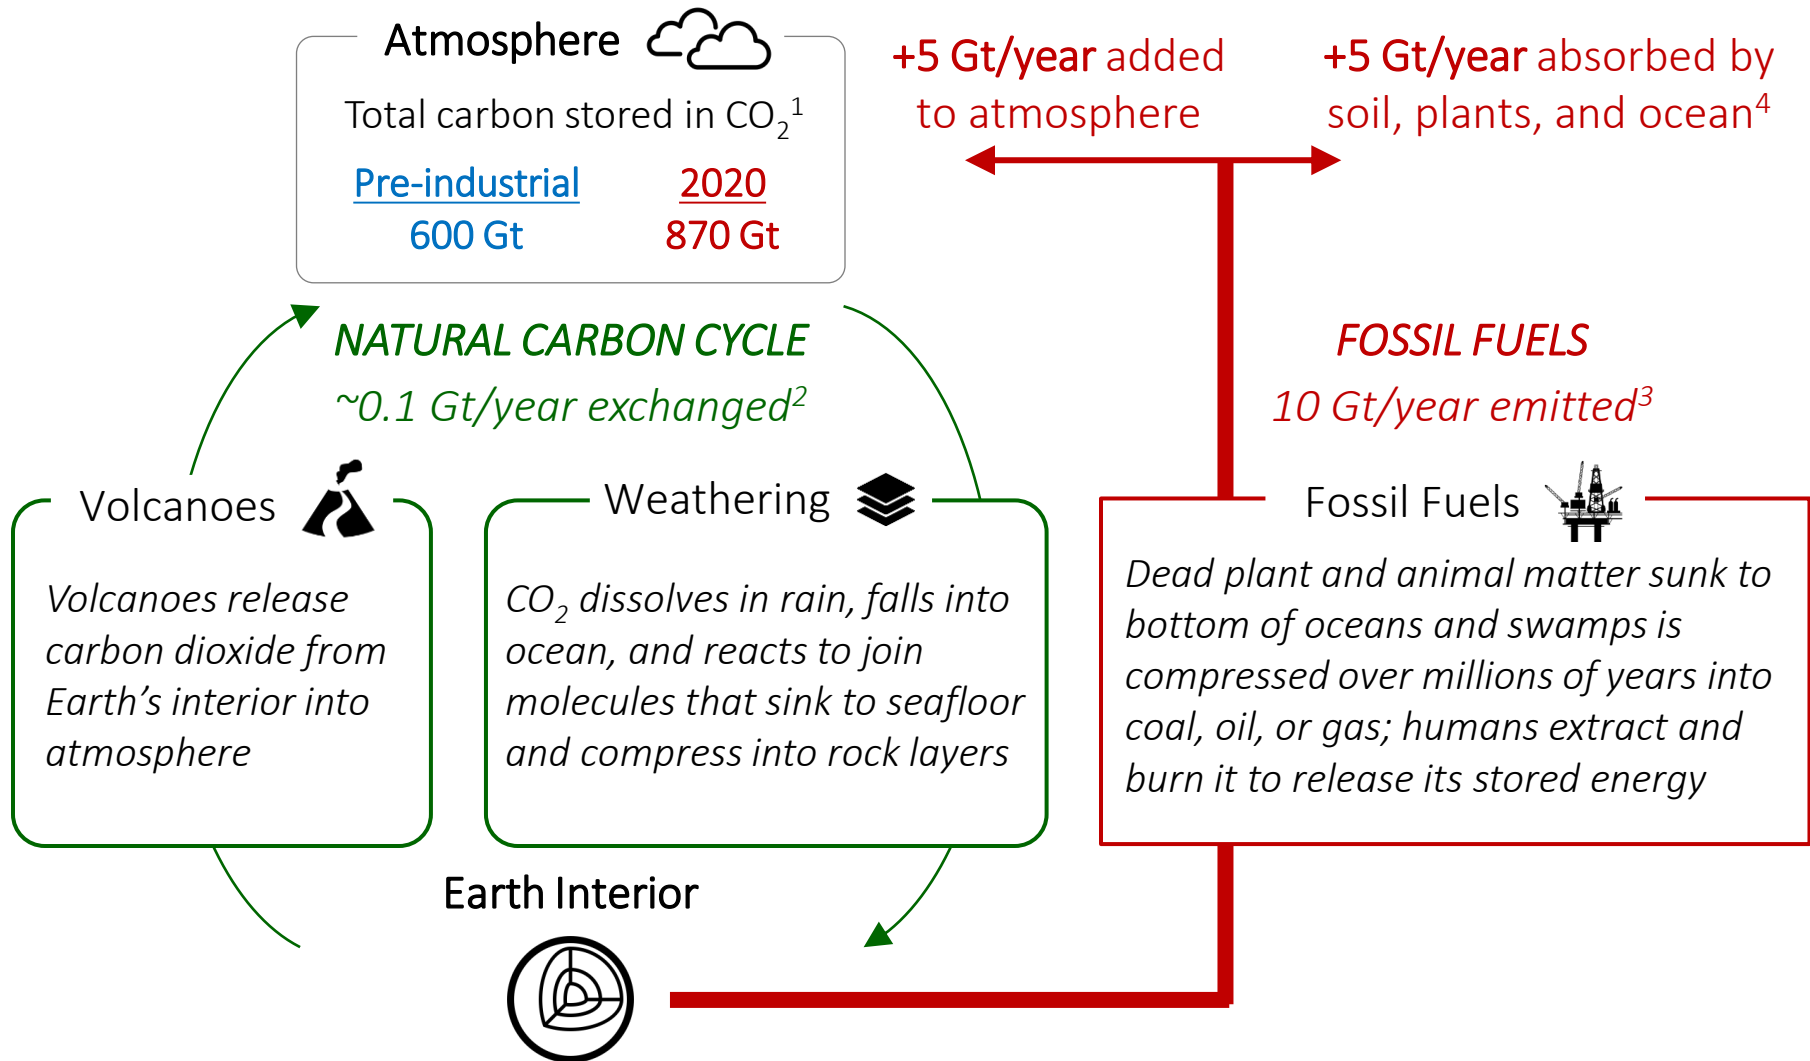 Atmosphere
Total carbon stored in CO₂¹
Pre-industrial 2020
600 Gt 870 Gt
+5 Gt/year added
to atmosphere
+5 Gt/year absorbed by
soil, plants, and ocean⁴
NATURAL CARBON CYCLE
~0.1 Gt/year exchanged²
FOSSIL FUELS
10 Gt/year emitted³
Volcanoes
Volcanoes release
carbon dioxide from
Earth’s interior into
atmosphere
Weathering
CO₂ dissolves in rain, falls into
ocean, and reacts to join
molecules that sink to seafloor
and compress into rock layers
Fossil Fuels
Dead plant and animal matter sunk to
bottom of oceans and swamps is
compressed over millions of years into
coal, oil, or gas; humans extract and
burn it to release its stored energy
Earth Interior